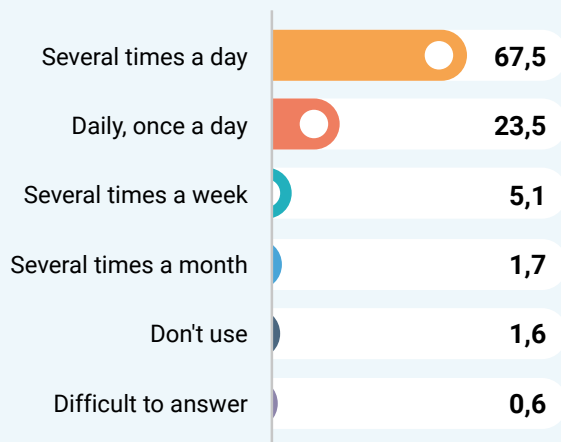 Several times a day 67,5
Daily, once a day 23,5
Several times a week 5,1
Several times a month 1,7
Don't use 1,6
Difficult to answer 0,6